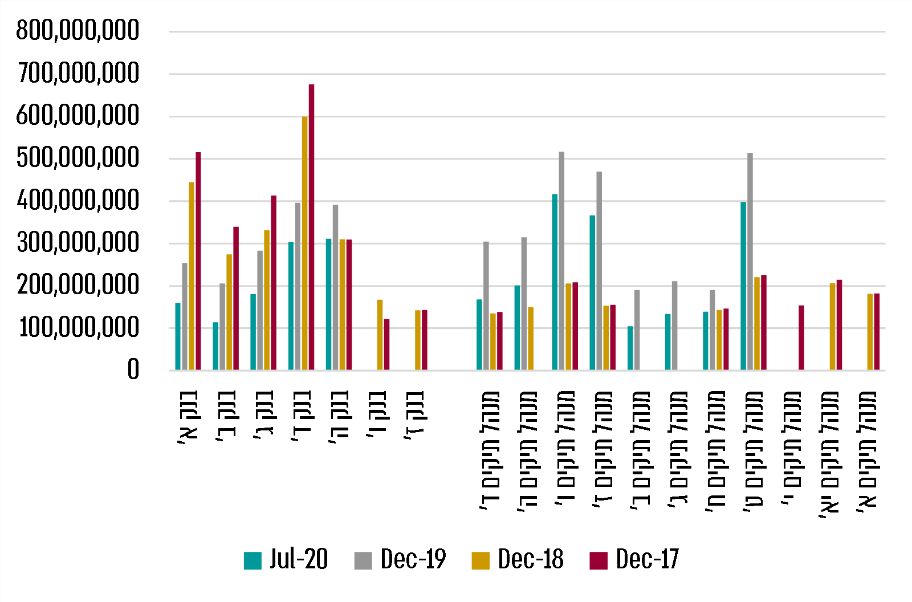 800,000,000
700,000,000
600,000,000
500,000,000
400,000,000
300,000,000
200,000,000
100,000,000
0
בנק א'
בנק ב'
בנק ג'
בנק ד'
בנק ה'
בנק ו'
בנק ז'
מנהל תיקים ד'
מנהל תיקים ה'
מנהל תיקים ו'
מנהל תיקים ז'
מנהל תיקים ב'
מנהל תיקים ג'
מנהל תיקים ח'
מנהל תיקים ט'
מנהל תיקים י'
מנהל תיקים יא'
מנהל תיקים א'
Jul-20 Dec-19 Dec-18 Dec-17